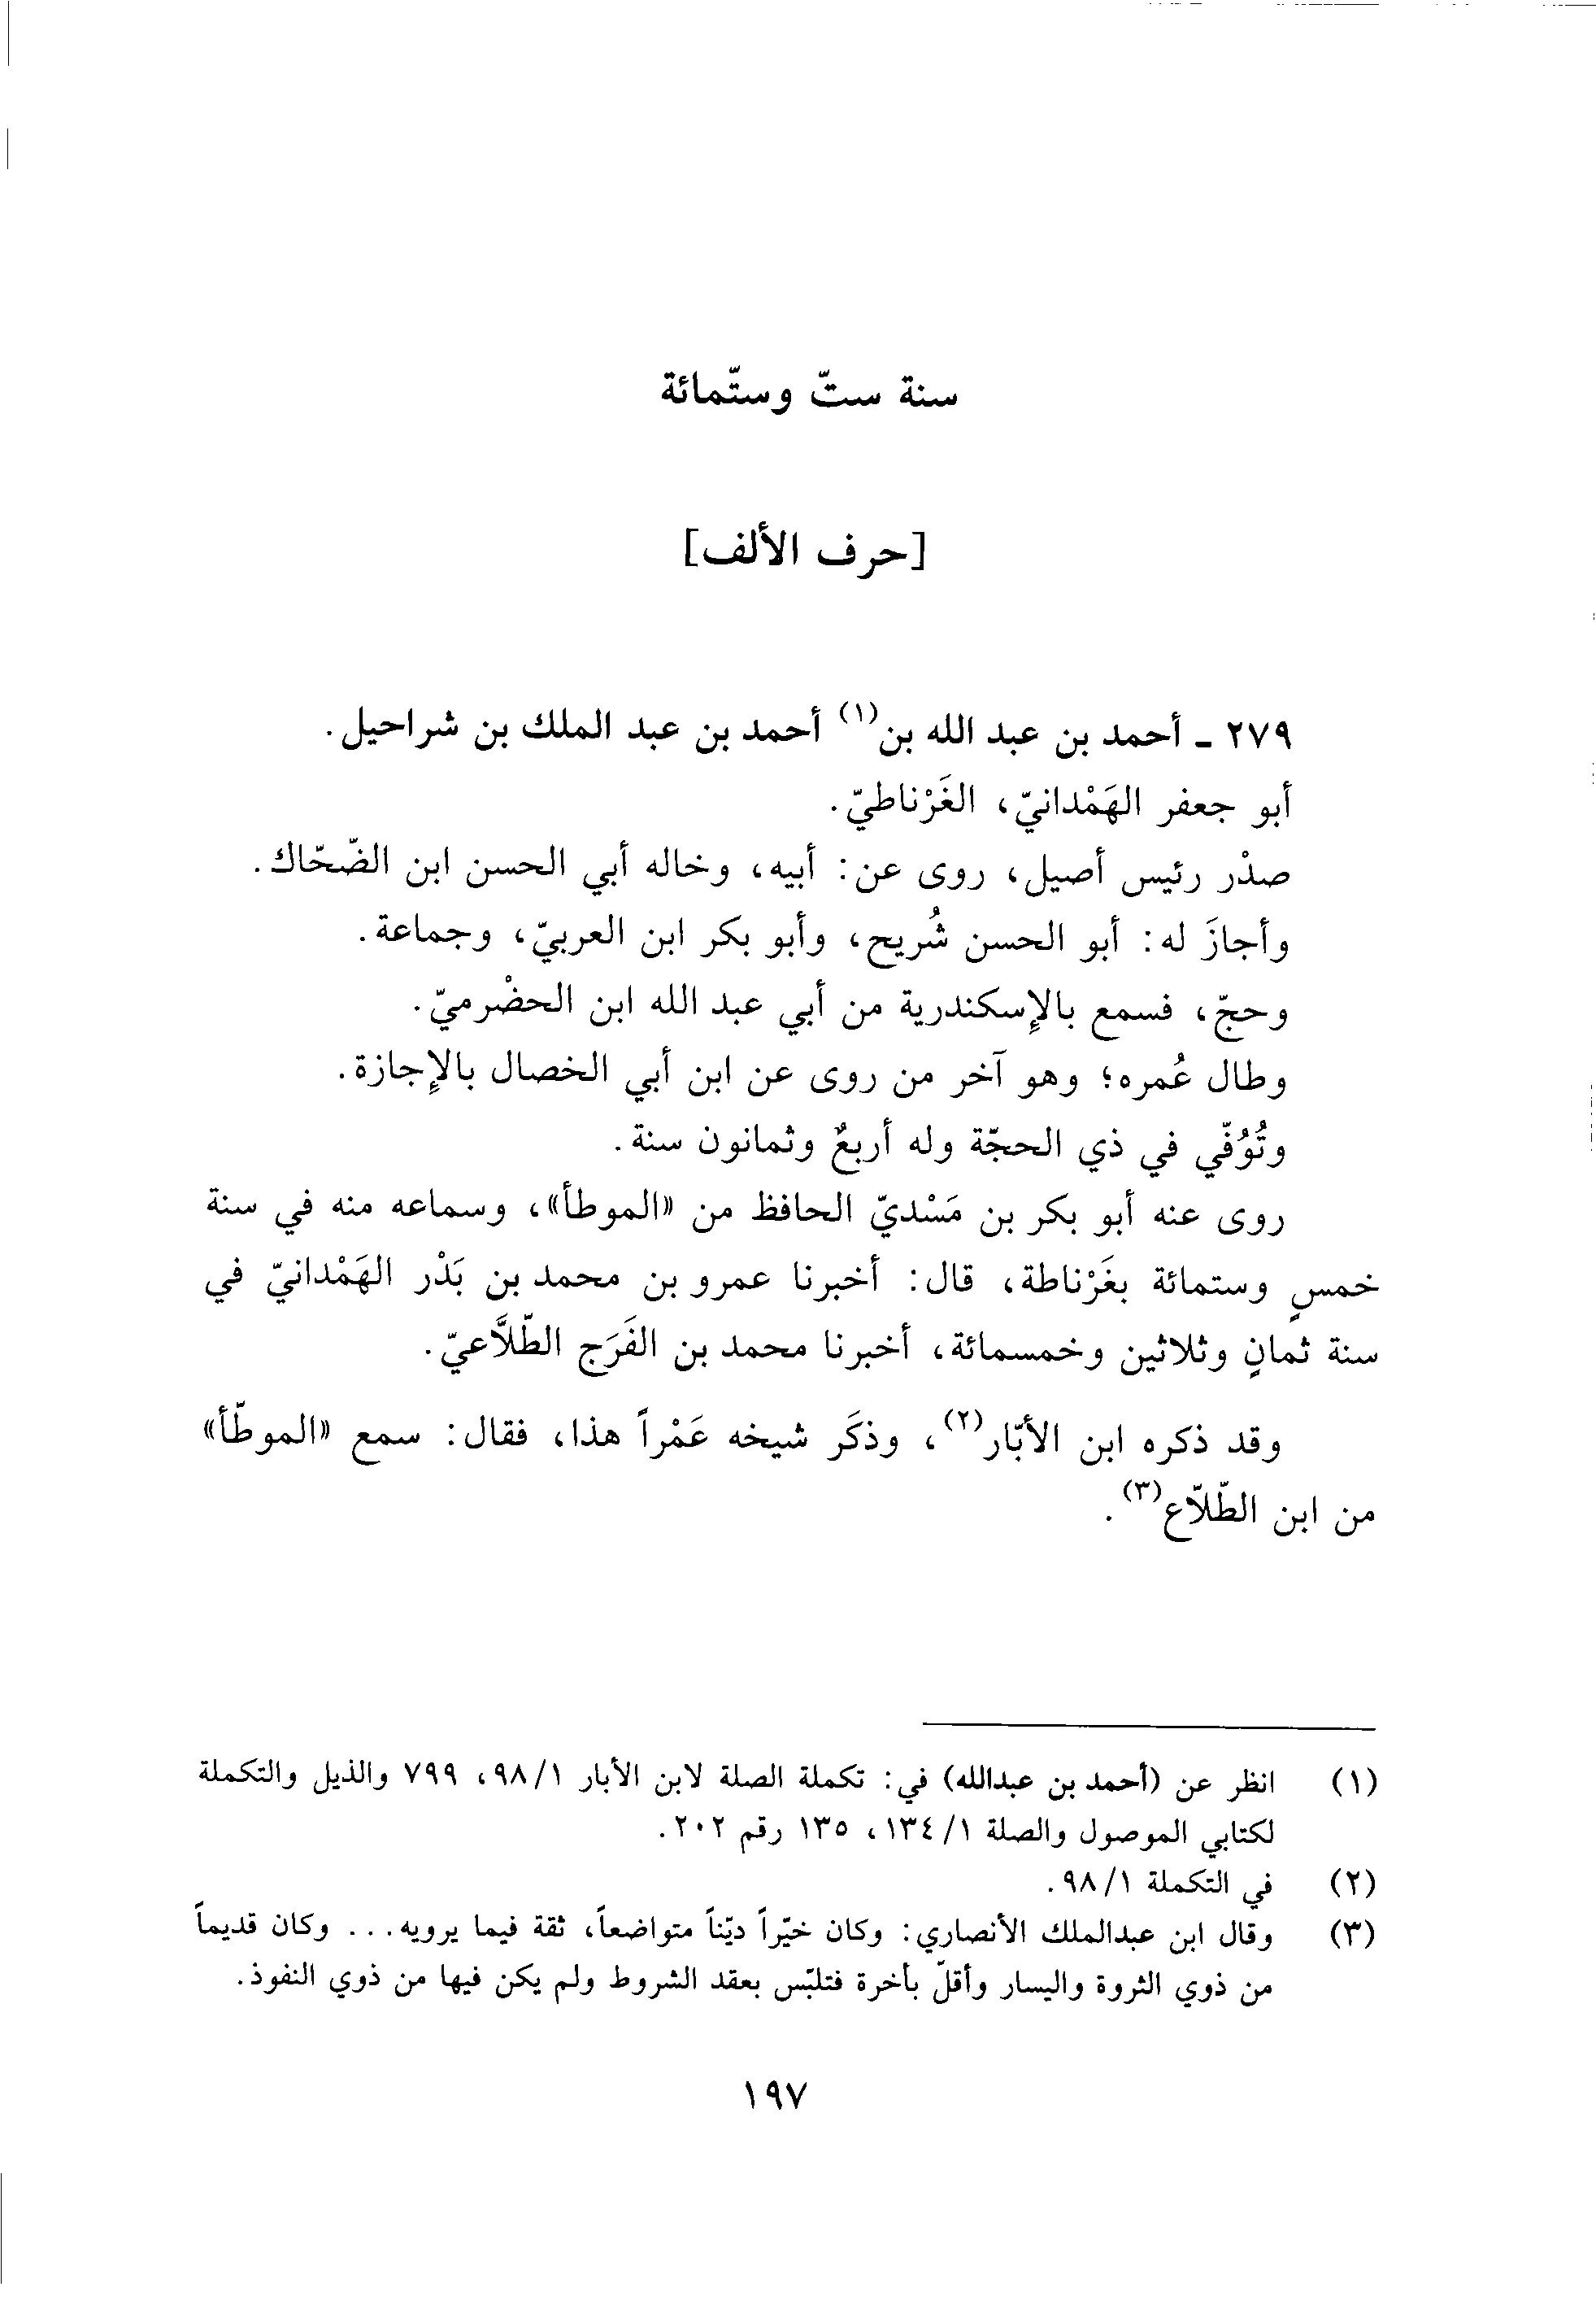 سنة ستّ وستّمائة
[حرف الألف]
٢٧٩ - أحمد بن عبد الله بن(١) أحمد بن عبد الملك بن شراحيل.
أبو جعفر الهَمْدانيّ، الغَرْناطيّ.
صدْر رئيس أصيل، روى عن: أبيه، وخاله أبي الحسن ابن الضّحّاك.
وأجازَ له: أبو الحسن شُريح، وأبو بكر ابن العربيّ، وجماعة.
وحجّ، فسمع بالإسكندرية من أبي عبد الله ابن الحضْرميّ.
وطال عُمره؛ وهو آخر من روى عن ابن أبي الخصال بالإجازة.
وتُوُفّي في ذي الحجّة وله أربعٌ وثمانون سنة.
روى عنه أبو بكر بن مَسْديّ الحافظ من «الموطأ»، وسماعه منه في سنة
خمسٍ وستمائة بغَرْناطة، قال: أخبرنا عمرو بن محمد بن بَدْر الهَمْدانيّ في
سنة ثمانٍ وثلاثين وخمسمائة، أخبرنا محمد بن الفَرَج الطّلَّاعيّ.
وقد ذكره ابن الأبّار(٢)، وذكَر شيخه عَمْراً هذا، فقال: سمع «الموطّأ»
من ابن الطّلّاع(٣).
(١) انظر عن (أحمد بن عبدالله) في: تكملة الصلة لابن الأبار ١/٩٨، ٧٩٩ والذيل والتكملة
لكتابي الموصول والصلة ١/١٣٤، ١٣٥ رقم ٢٠٢.
(٢) في التكملة ١/٩٨.
(٣) وقال ابن عبدالملك الأنصاري: وكان خيّراً ديّناً متواضعاً، ثقة فيما يرويه... وكان قديماً
من ذوي الثروة واليسار وأقلّ بأخرة فتلبّس بعقد الشروط ولم يكن فيها من ذوي النفوذ.
١٩٧